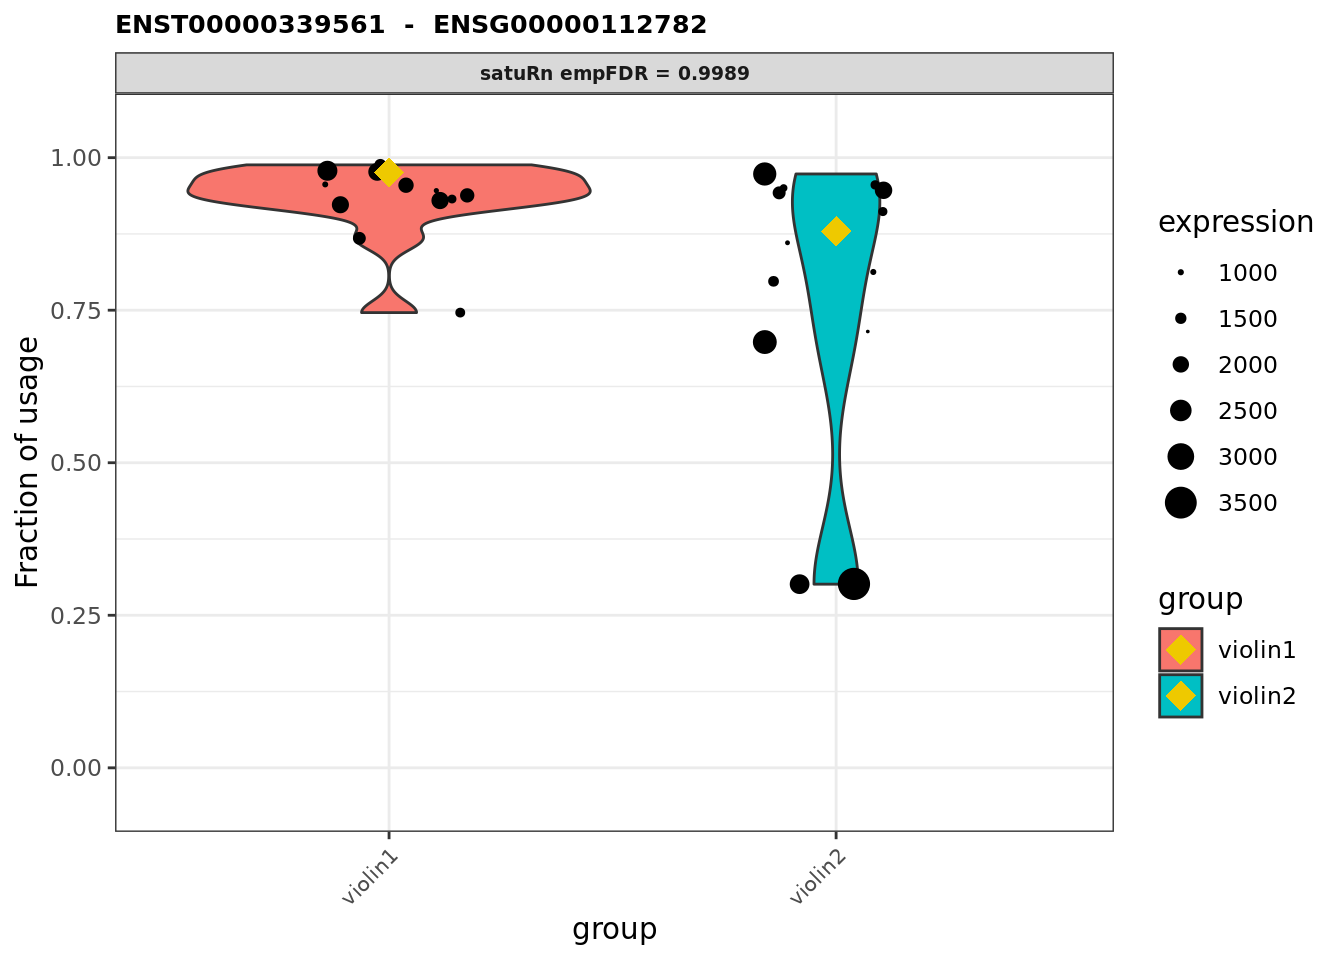 ENST00000339561 - ENSG00000112782
satuRn empFDR = 0.9989
1.00
0.75
0.50
0.25
0.00
Fraction of usage
violin1
violin2
group
expression
1000
1500
2000
2500
3000
3500
group
violin1
violin2